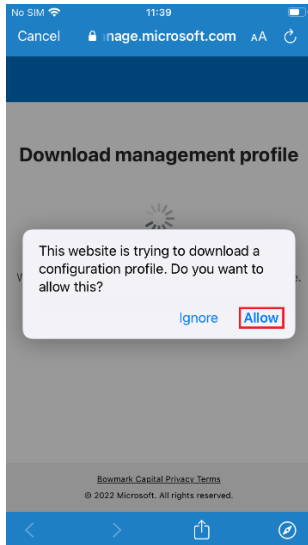 No SIM 11:39
Cancel nage.microsoft.com AA
Download management profile
This website is trying to download a
configuration profile. Do you want to
allow this?
Ignore Allow
Bowmark Capital Privacy Terms
© 2022 Microsoft. All rights reserved.